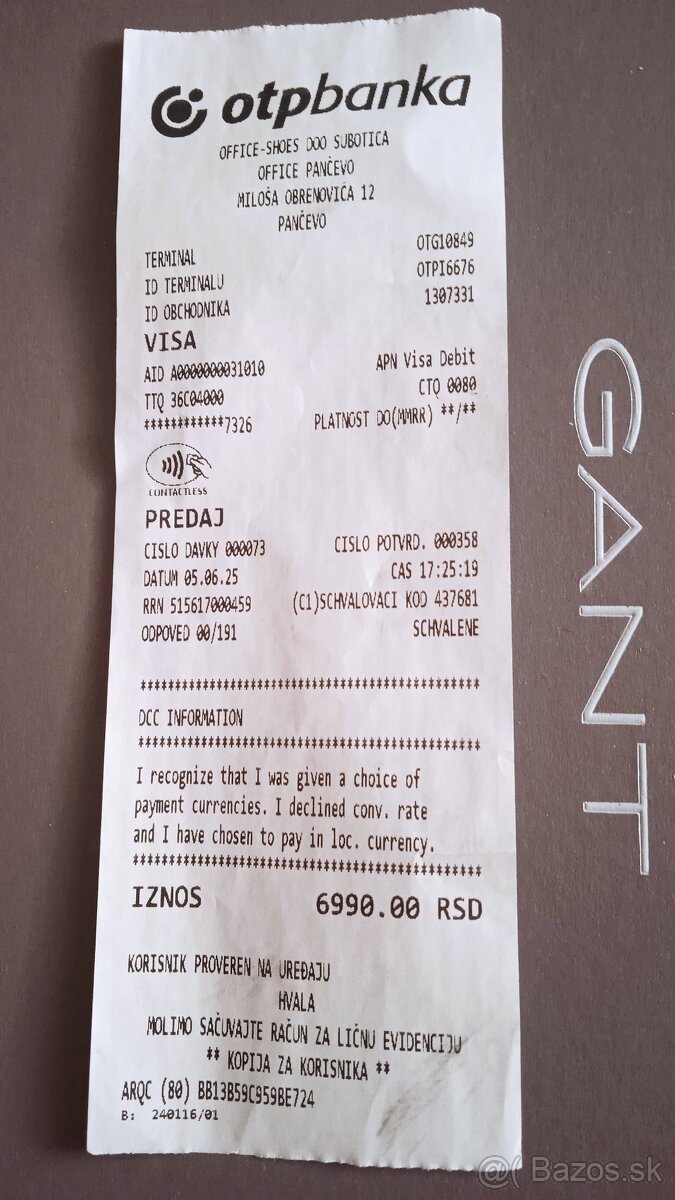 otpbanka
OFFICE-SHOES DOO SUBOTICA
OFFICE PANČEVO
MILOŠA OBRENOVIĆA 12
PANČEVO
TERMINAL OTG10849
ID TERMINALU OTPI6676
ID OBCHODNIKA 1307331
VISA
AID A0000000031010 APN Visa Debit
TTQ 36C04000 CTQ 0080
***********7326 PLATNOST DO(MMRR) **/**
CONTACTLESS
PREDAJ
CISLO DAVKY 000073 CISLO POTVRD. 000358
DATUM 05.06.25 CAS 17:25:19
RRN 515617000459 (C1)SCHVALOVACI KOD 437681
ODPOVED 00/191 SCHVALENE
************************************************
DCC INFORMATION
************************************************
I recognize that I was given a choice of
payment currencies. I declined conv. rate
and I have chosen to pay in loc. currency.
************************************************
IZNOS 6990.00 RSD
KORISNIK PROVEREN NA UREĐAJU
HVALA
MOLIMO SAČUVAJTE RAČUN ZA LIČNU EVIDENCIJU
** KOPIJA ZA KORISNIKA **
ARQC (80) BB13B59C959BE724
B: 240116/01
GANT
Bazos.sk